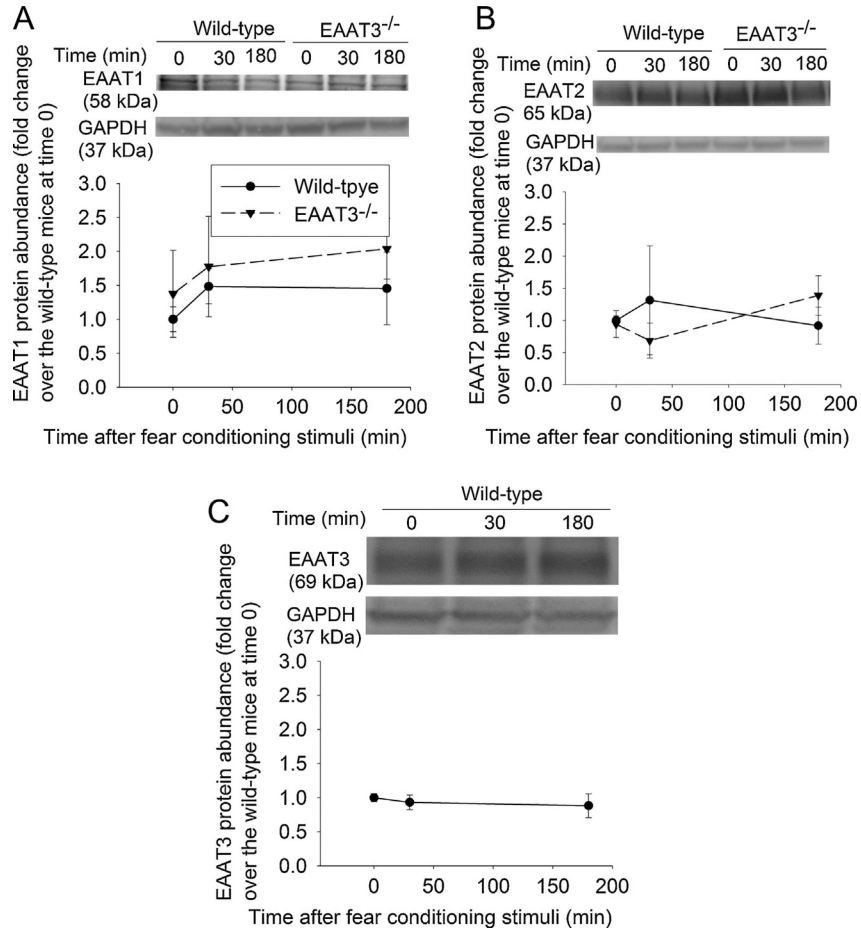 A
Wild-type EAAT3-/-
Time (min) 0 30 180 0 30 180
EAAT1
(58 kDa)
GAPDH
(37 kDa)
EAAT1 protein abundance (fold change
over the wild-type mice at time 0)
3.0
2.5
2.0
1.5
1.0
0.5
0.0
Wild-tpye
EAAT3-/-
0 50 100 150 200
Time after fear conditioning stimuli (min)
B
Wild-type EAAT3-/-
Time (min) 0 30 180 0 30 180
EAAT2
65 kDa)
GAPDH
(37 kDa)
EAAT2 protein abundance (fold change
over the wild-type mice at time 0)
3.0
2.5
2.0
1.5
1.0
0.5
0.0
0 50 100 150 200
Time after fear conditioning stimuli (min)
C
Wild-type
Time (min) 0 30 180
EAAT3
(69 kDa)
GAPDH
(37 kDa)
EAAT3 protein abundance (fold change
over the wild-type mice at time 0)
3.0
2.5
2.0
1.5
1.0
0.5
0.0
0 50 100 150 200
Time after fear conditioning stimuli (min)